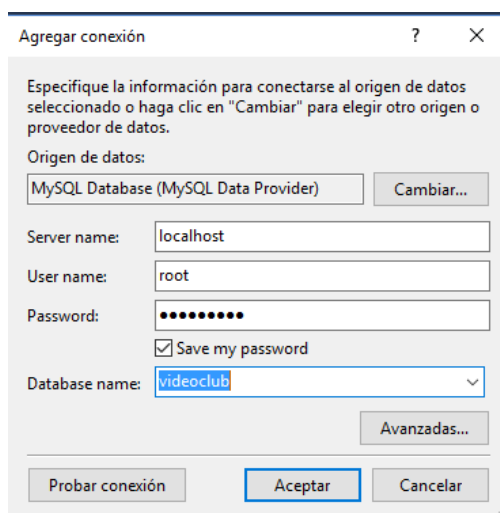 Agregar conexión ? ×
Especifique la información para conectarse al origen de datos
seleccionado o haga clic en "Cambiar" para elegir otro origen o
proveedor de datos.
Origen de datos:
MySQL Database (MySQL Data Provider) Cambiar...
Server name: localhost
User name: root
Password: ●●●●●●●●●
Save my password
Database name: videoclub
Avanzadas...
Probar conexión Aceptar Cancelar